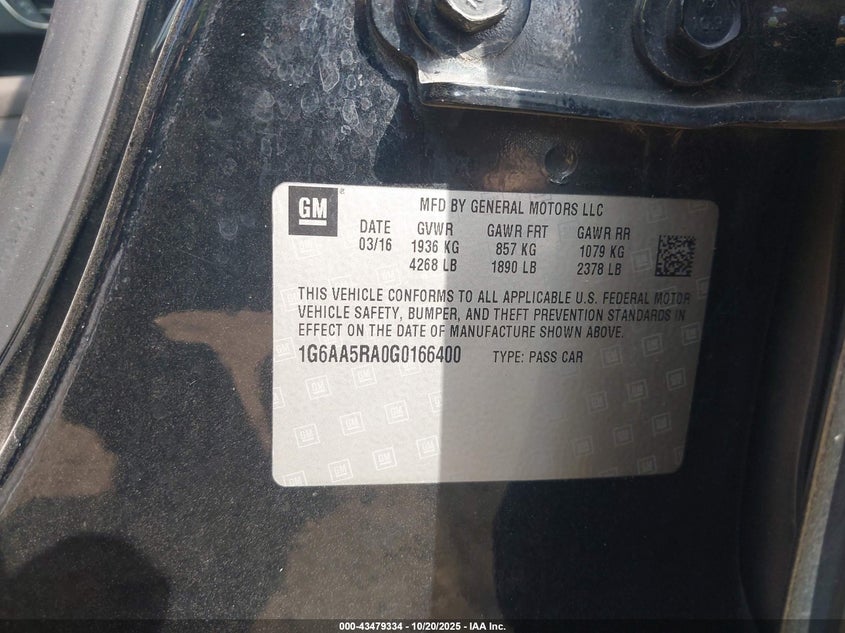 GM
MFD BY GENERAL MOTORS LLC
DATE GVWR GAWR FRT GAWR RR
03/16 1936 KG 857 KG 1079 KG
4268 LB 1890 LB 2378 LB
THIS VEHICLE CONFORMS TO ALL APPLICABLE U.S. FEDERAL MOTOR
VEHICLE SAFETY, BUMPER, AND THEFT PREVENTION STANDARDS IN
EFFECT ON THE DATE OF MANUFACTURE SHOWN ABOVE.
1G6AA5RA0G0166400 TYPE: PASS CAR
000-43479334 | 10/20/2025 - IAA Inc.